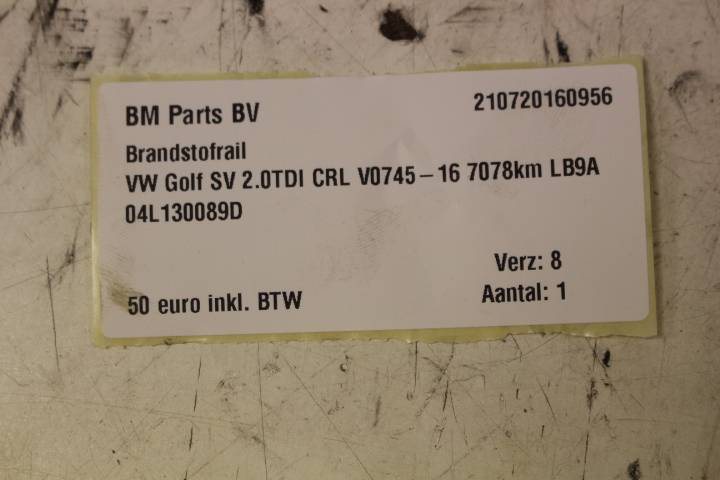 BM Parts BV 210720160956
Brandstofrail
VW Golf SV 2.0TDI CRL V0745-16 7078km LB9A
04L130089D
Verz: 8
50 euro inkl. BTW Aantal: 1